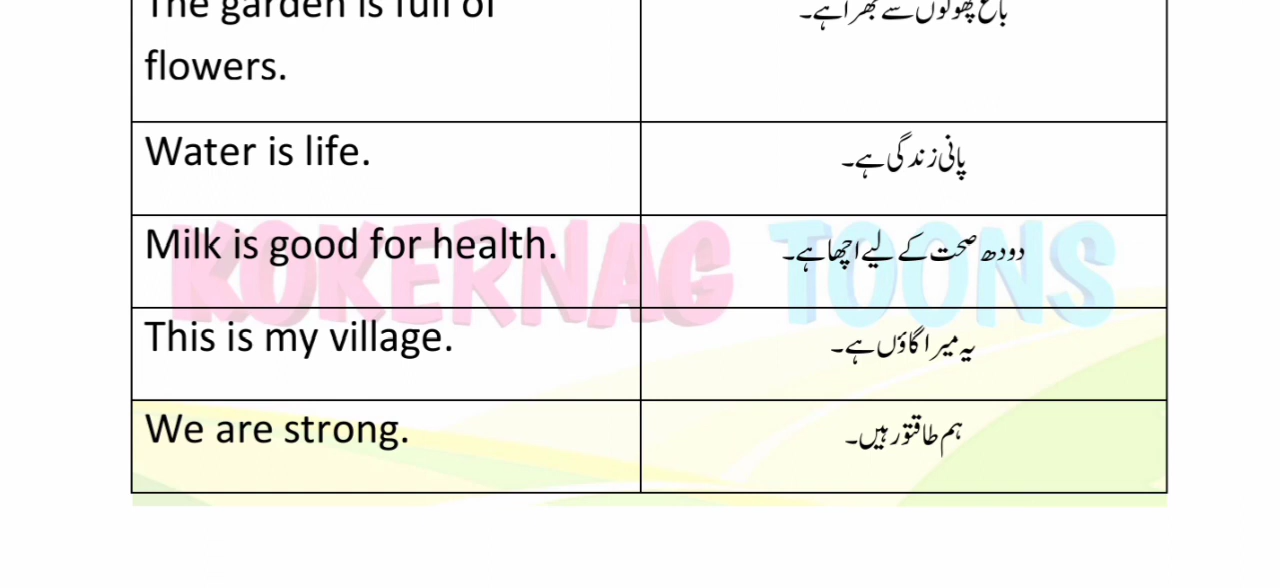 The garden is full of
باغ پھولوں سے بھرا ہے۔
flowers.
Water is life.
پانی زندگی ہے۔
KOKERNAG TOONS
Milk is good for health.
دودھ صحت کے لیے اچھا ہے۔
This is my village.
یہ میرا گاؤں ہے۔
We are strong.
ہم طاقتور ہیں۔